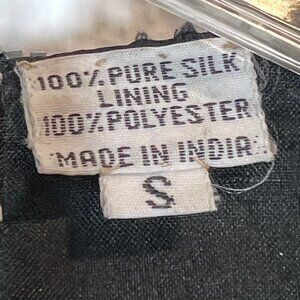 100% PURE SILK
LINING
100% POLYESTER
MADE IN INDIA
S